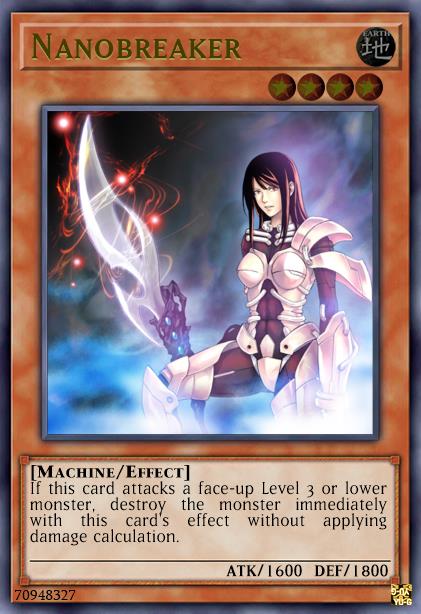 NANOBREAKER
EARTH
地
[MACHINE/EFFECT]
If this card attacks a face-up Level 3 or lower
monster, destroy the monster immediately
with this card's effect without applying
damage calculation.
ATK/1600 DEF/1800
70948327